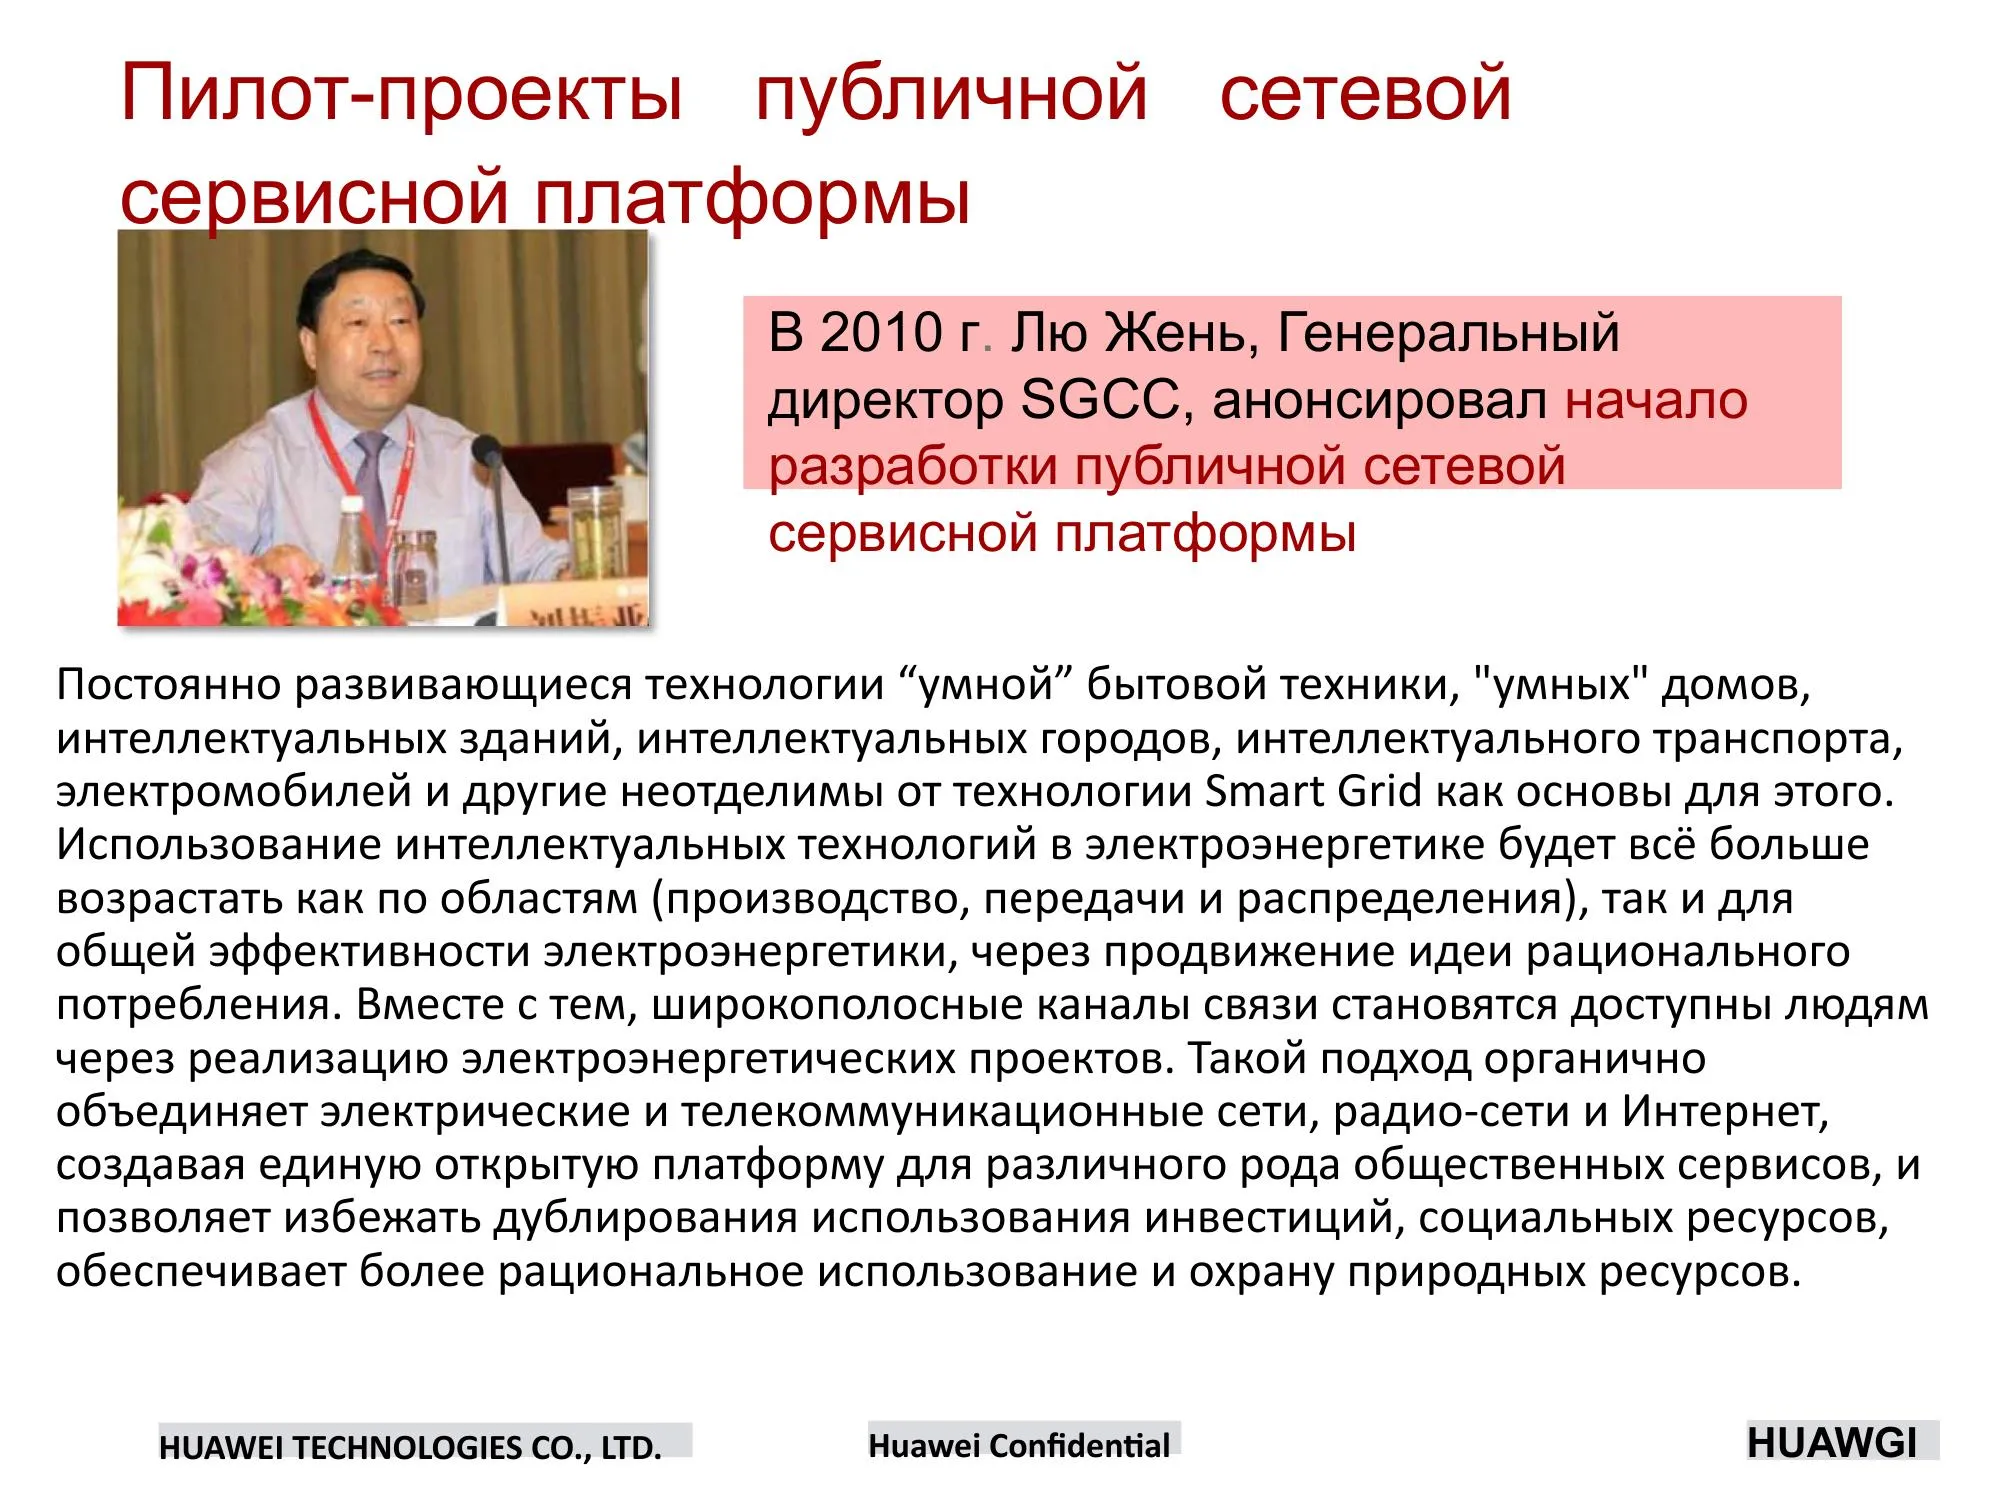 Пилот-проекты публичной сетевой
сервисной платформы
В 2010 г. Лю Жень, Генеральный
директор SGCC, анонсировал начало
разработки публичной сетевой
сервисной платформы
Постоянно развивающиеся технологии “умной” бытовой техники, "умных" домов,
интеллектуальных зданий, интеллектуальных городов, интеллектуального транспорта,
электромобилей и другие неотделимы от технологии Smart Grid как основы для этого.
Использование интеллектуальных технологий в электроэнергетике будет всё больше
возрастать как по областям (производство, передачи и распределения), так и для
общей эффективности электроэнергетики, через продвижение идеи рационального
потребления. Вместе с тем, широкополосные каналы связи становятся доступны людям
через реализацию электроэнергетических проектов. Такой подход органично
объединяет электрические и телекоммуникационные сети, радио-сети и Интернет,
создавая единую открытую платформу для различного рода общественных сервисов, и
позволяет избежать дублирования использования инвестиций, социальных ресурсов,
обеспечивает более рациональное использование и охрану природных ресурсов.
HUAWEI TECHNOLOGIES CO., LTD.
Huawei Confidential
HUAWGI